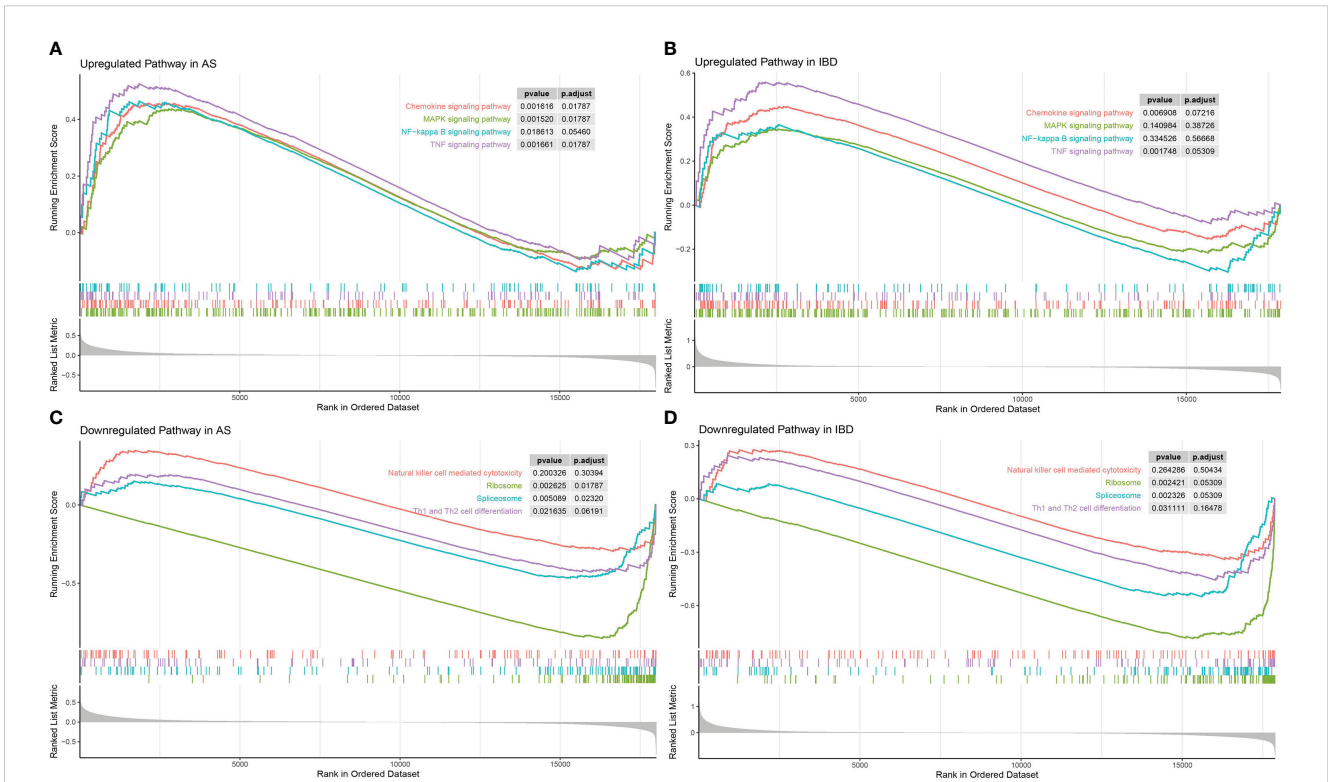 A
Upregulated Pathway in AS
pvalue p.adjust
Chemokine signaling pathway 0.001616 0.01787
MAPK signaling pathway 0.001520 0.01787
NF−kappa B signaling pathway 0.018613 0.05460
TNF signaling pathway 0.001661 0.01787
Running Enrichment Score
0.4
0.2
0.0
Ranked List Metric
0.5
0.0
−0.5
5000 10000 15000
Rank in Ordered Dataset
B
Upregulated Pathway in IBD
pvalue p.adjust
Chemokine signaling pathway 0.006908 0.07216
MAPK signaling pathway 0.140984 0.38726
NF−kappa B signaling pathway 0.334526 0.56668
TNF signaling pathway 0.001748 0.05309
Running Enrichment Score
0.6
0.4
0.2
0.0
−0.2
Ranked List Metric
1
0
5000 10000 15000
Rank in Ordered Dataset
C
Downregulated Pathway in AS
pvalue p.adjust
Natural killer cell mediated cytotoxicity 0.200326 0.30394
Ribosome 0.002625 0.01787
Spliceosome 0.005089 0.02320
Th1 and Th2 cell differentiation 0.021635 0.06191
Running Enrichment Score
0.0
−0.5
Ranked List Metric
0.5
0.0
−0.5
5000 10000 15000
Rank in Ordered Dataset
D
Downregulated Pathway in IBD
pvalue p.adjust
Natural killer cell mediated cytotoxicity 0.264286 0.50434
Ribosome 0.002421 0.05309
Spliceosome 0.002326 0.05309
Th1 and Th2 cell differentiation 0.031111 0.16478
Running Enrichment Score
0.3
0.0
−0.3
−0.6
Ranked List Metric
1
0
5000 10000 15000
Rank in Ordered Dataset